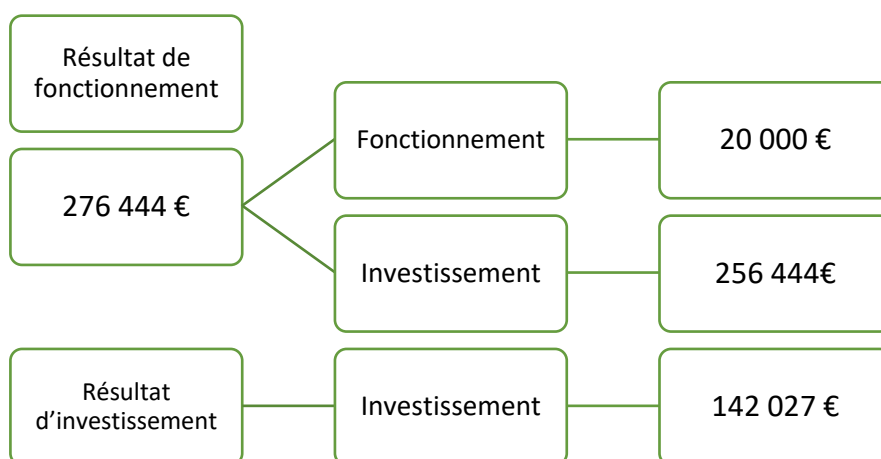 Résultat de
fonctionnement
Fonctionnement
20 000 €
276 444 €
Investissement
256 444€
Résultat
d’investissement
Investissement
142 027 €